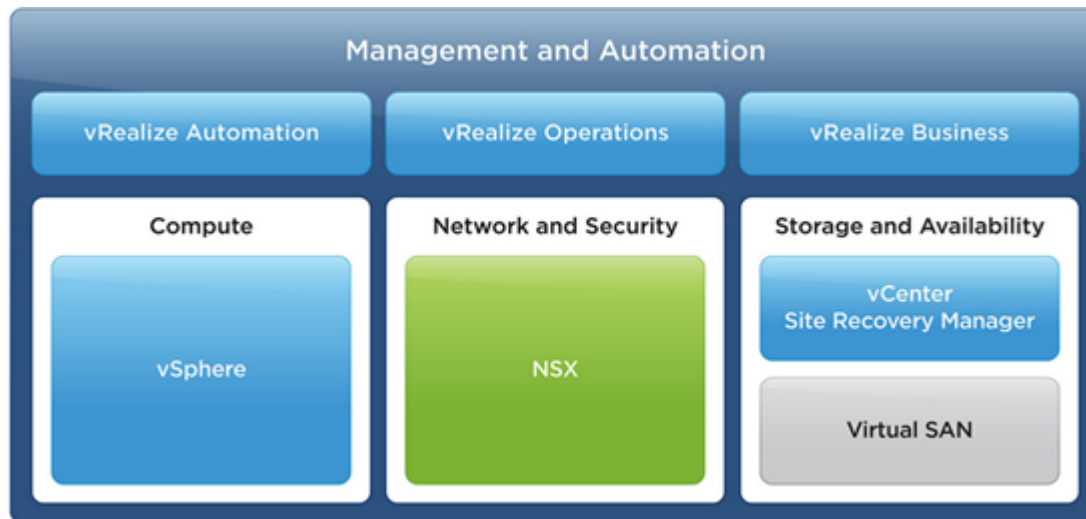 Management and Automation
vRealize Automation
vRealize Operations
vRealize Business
Compute
vSphere
Network and Security
NSX
Storage and Availability
vCenter
Site Recovery Manager
Virtual SAN